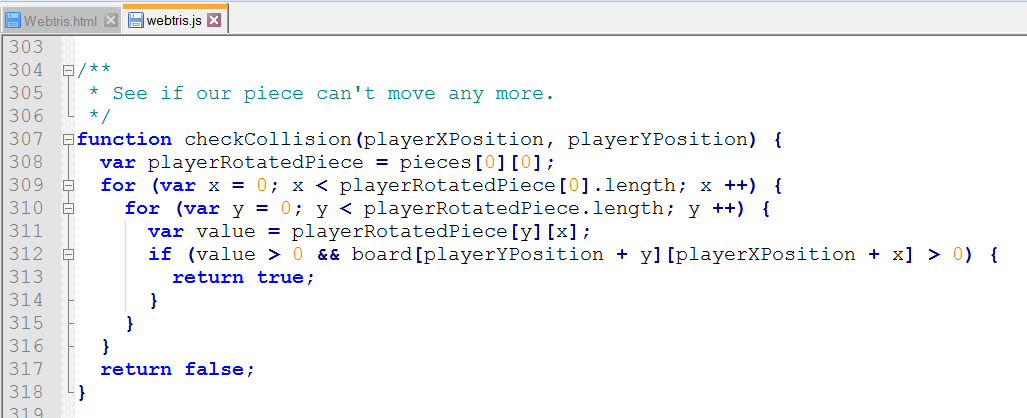 Webtris.html webtris.js
303
304 /**
305 * See if our piece can't move any more.
306 */
307 function checkCollision(playerXPosition, playerYPosition) {
308 var playerRotatedPiece = pieces[0][0];
309 for (var x = 0; x < playerRotatedPiece[0].length; x ++) {
310 for (var y = 0; y < playerRotatedPiece.length; y ++) {
311 var value = playerRotatedPiece[y][x];
312 if (value > 0 && board[playerYPosition + y][playerXPosition + x] > 0) {
313 return true;
314 }
315 }
316 }
317 return false;
318 }
319